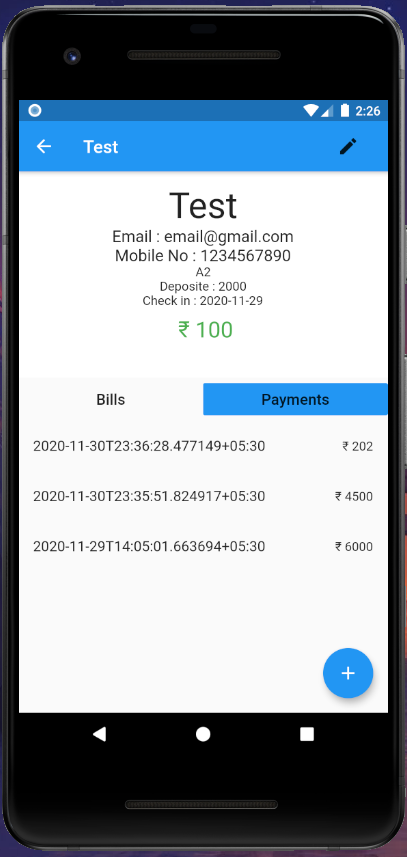 2:26
Test
Test
Email : email@gmail.com
Mobile No : 1234567890
A2
Deposite : 2000
Check in : 2020-11-29
₹ 100
Bills Payments
2020-11-30T23:36:28.477149+05:30 ₹ 202
2020-11-30T23:35:51.824917+05:30 ₹ 4500
2020-11-29T14:05:01.663694+05:30 ₹ 6000